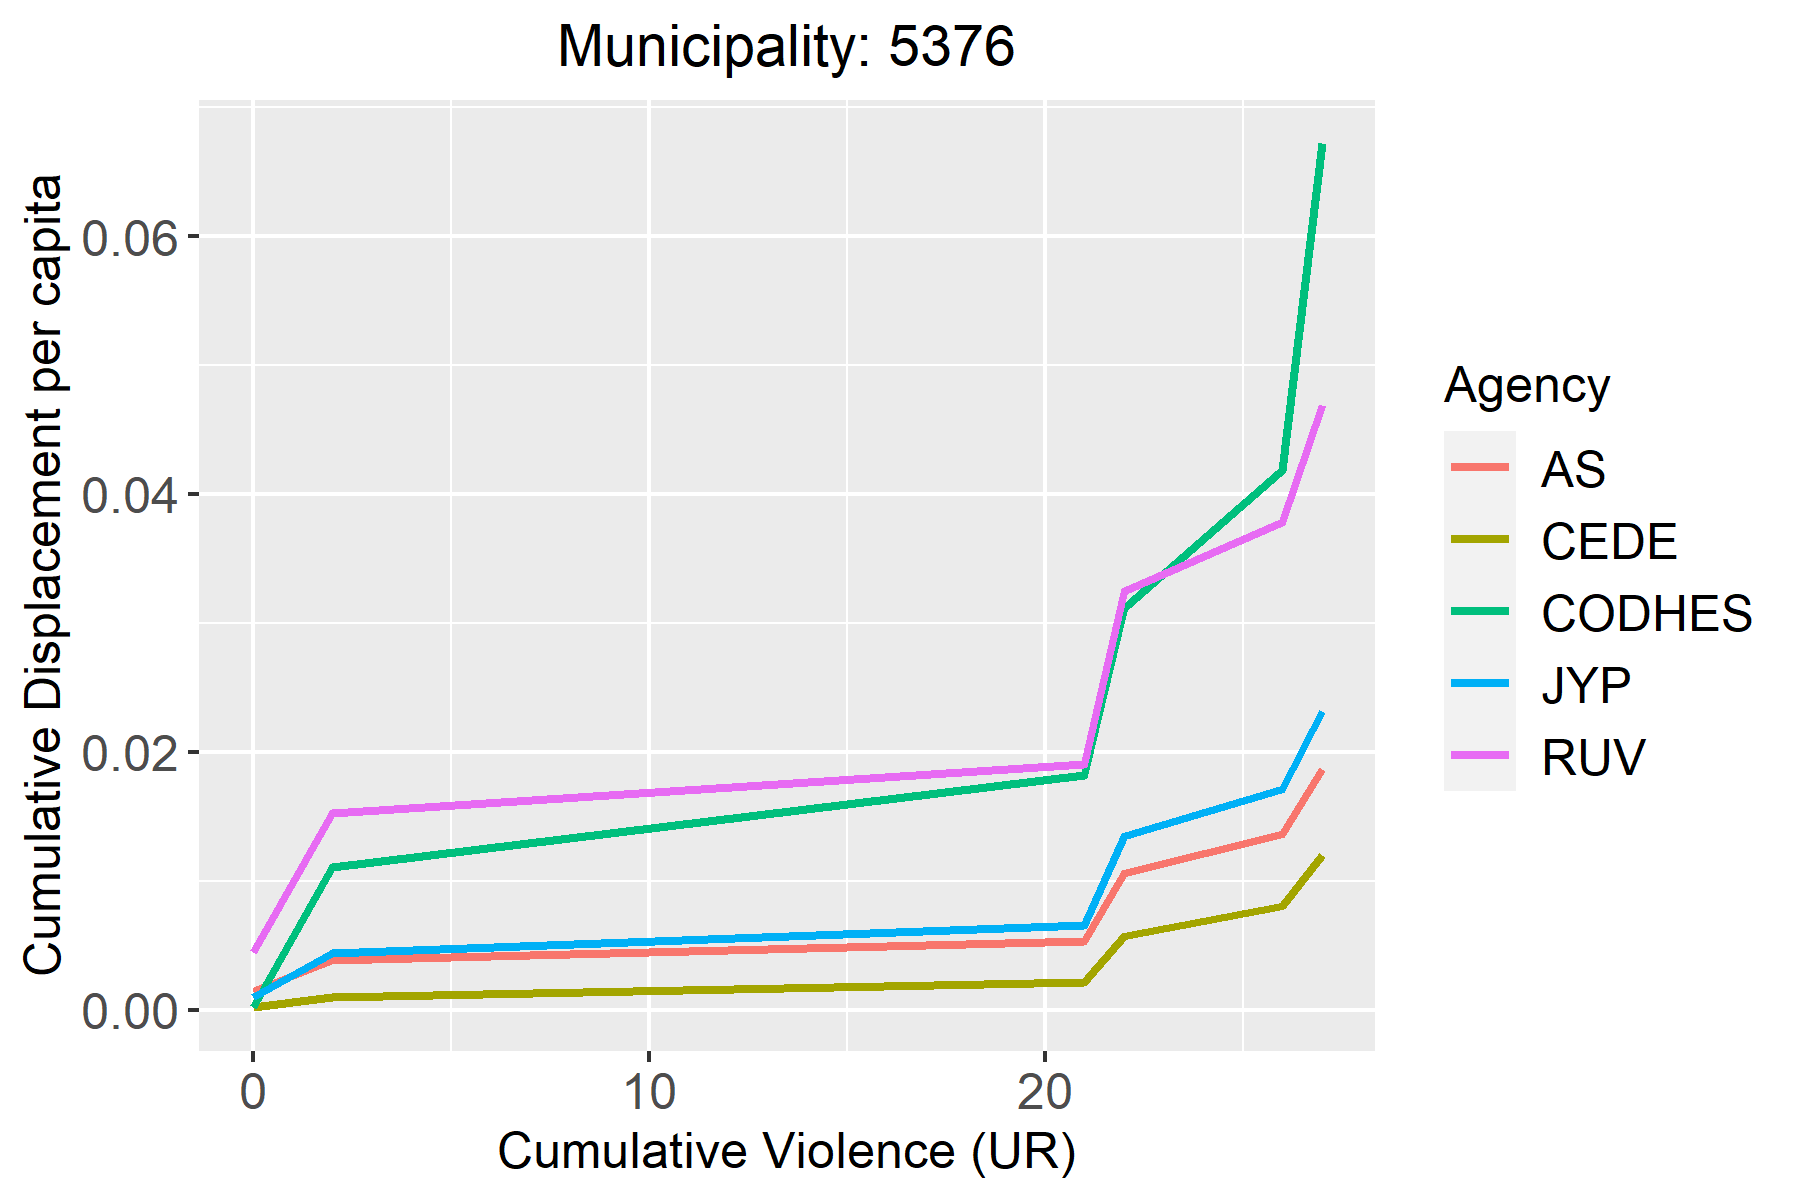 Municipality: 5376
Cumulative Displacement per capita
0.06
0.04
0.02
0.00
0
10
20
Cumulative Violence (UR)
Agency
AS
CEDE
CODHES
JYP
RUV